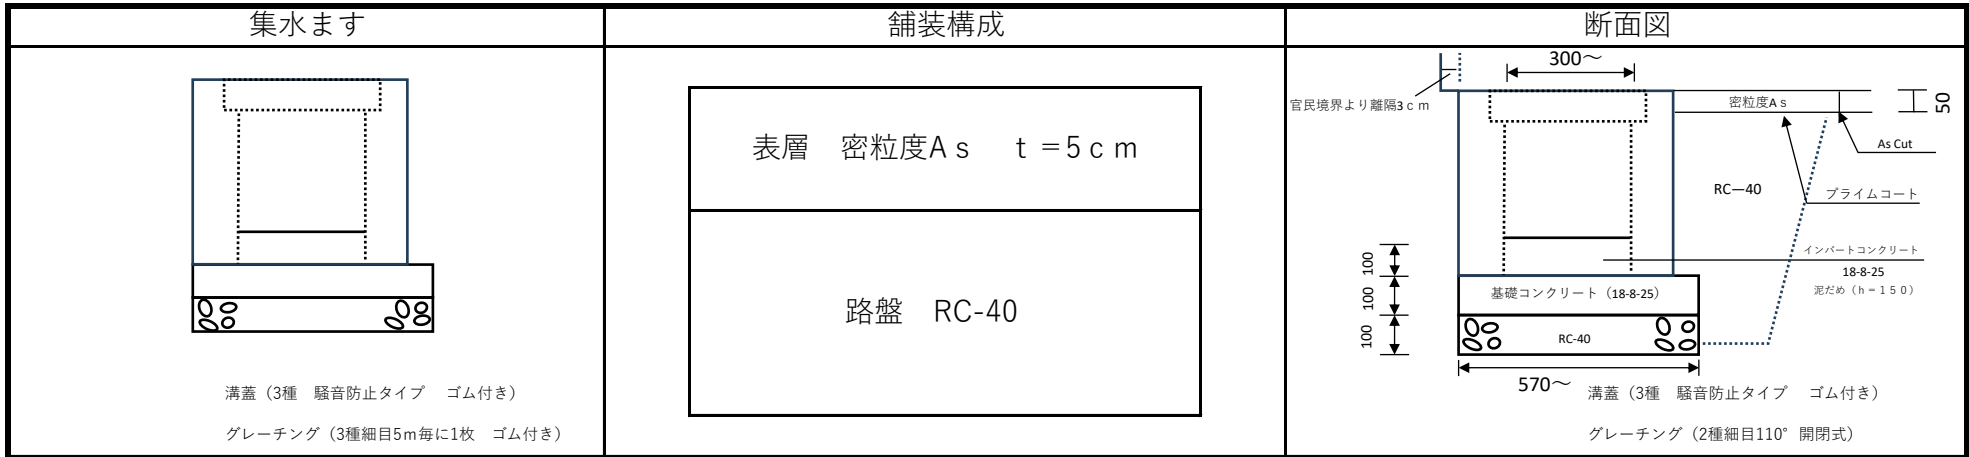 集水ます
舗装構成
断面図
溝蓋（3種　騒音防止タイプ　ゴム付き）
グレーチング（3種細目5ｍ毎に1枚　ゴム付き）
表層　密粒度Aｓ　ｔ＝5ｃｍ
路盤　RC-40
300～
官民境界より離隔3ｃｍ
密粒度Aｓ
50
As Cut
RC―40
プライムコート
インバートコンクリート
18-8-25
泥だめ（ｈ＝１５０）
100
100
100
基礎コンクリート（18-8-25）
RC-40
570～
溝蓋（3種　騒音防止タイプ　ゴム付き）
グレーチング（2種細目110°開閉式）